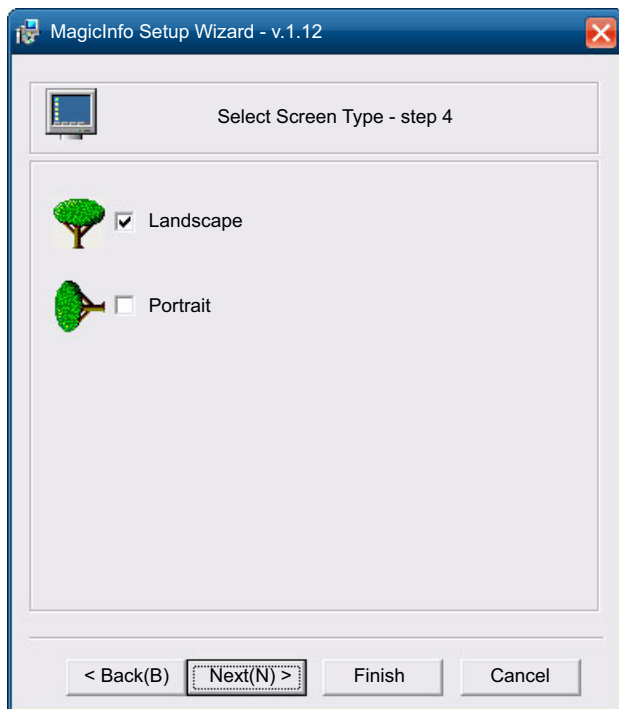 MagicInfo Setup Wizard - v.1.12
Select Screen Type - step 4
Landscape
Portrait
< Back(B) Next(N) > Finish Cancel